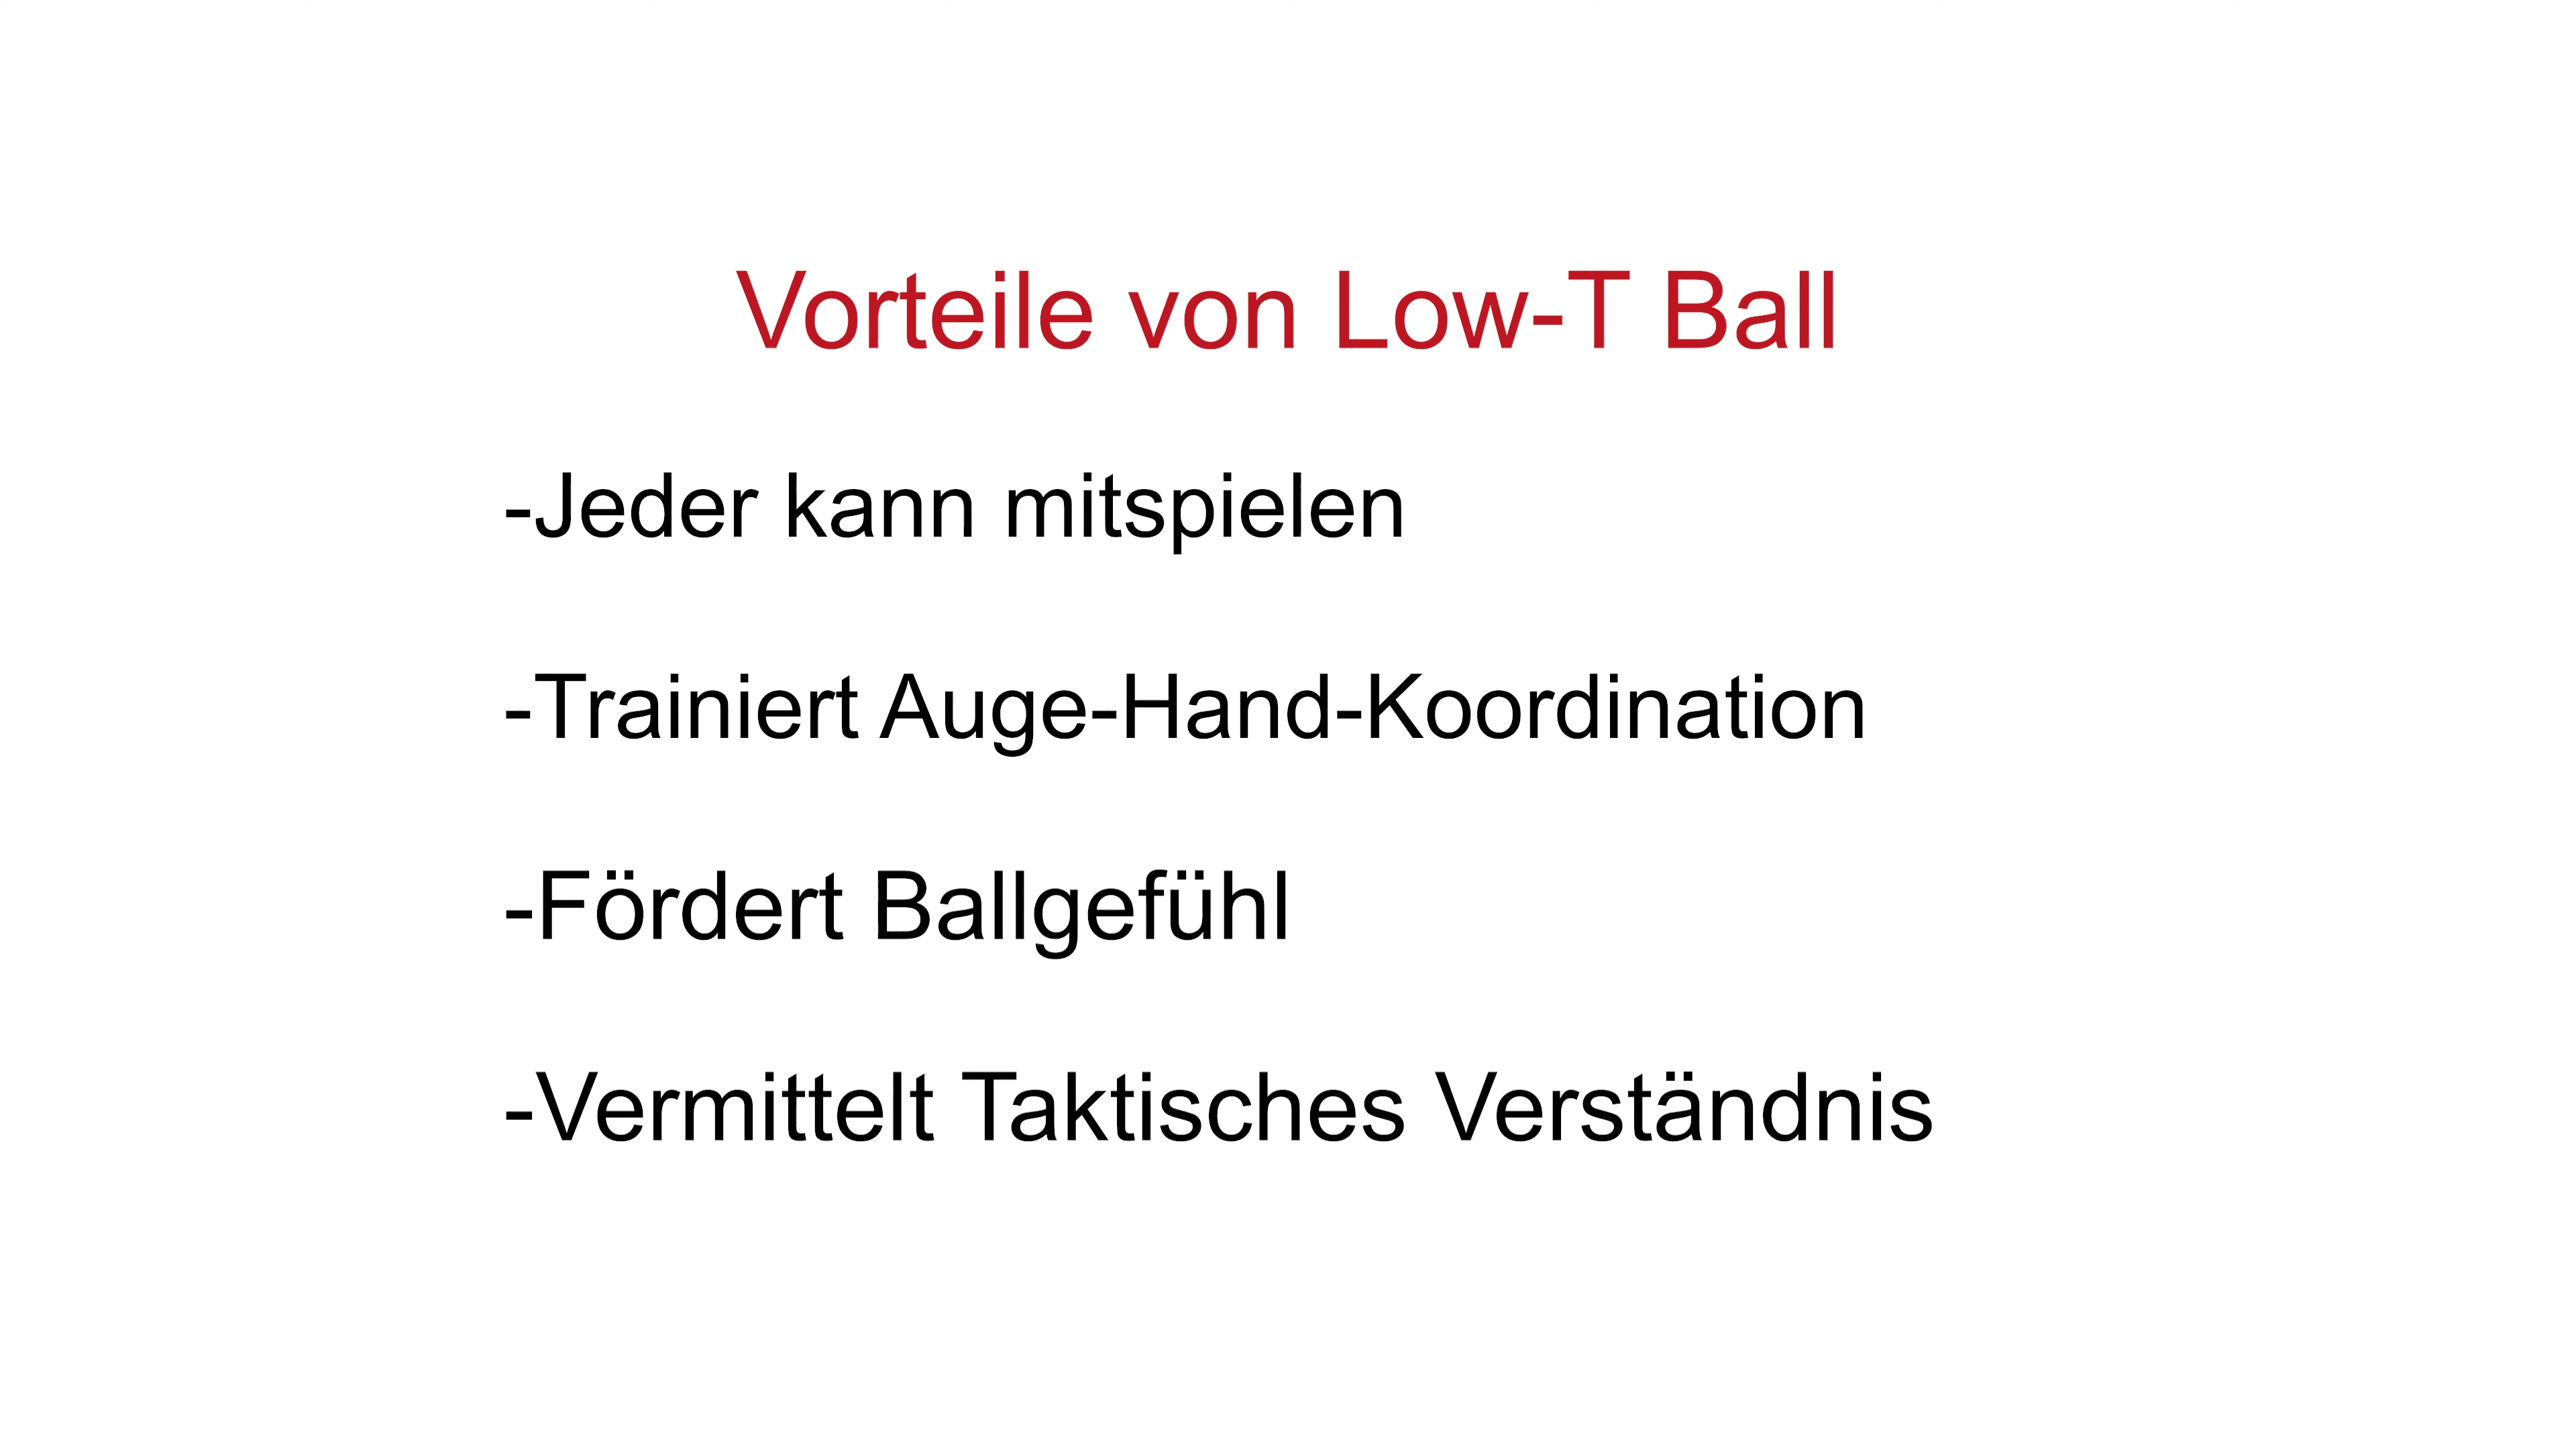 Vorteile von Low-T Ball
-Jeder kann mitspielen
-Trainiert Auge-Hand-Koordination
-Fördert Ballgefühl
-Vermittelt Taktisches Verständnis